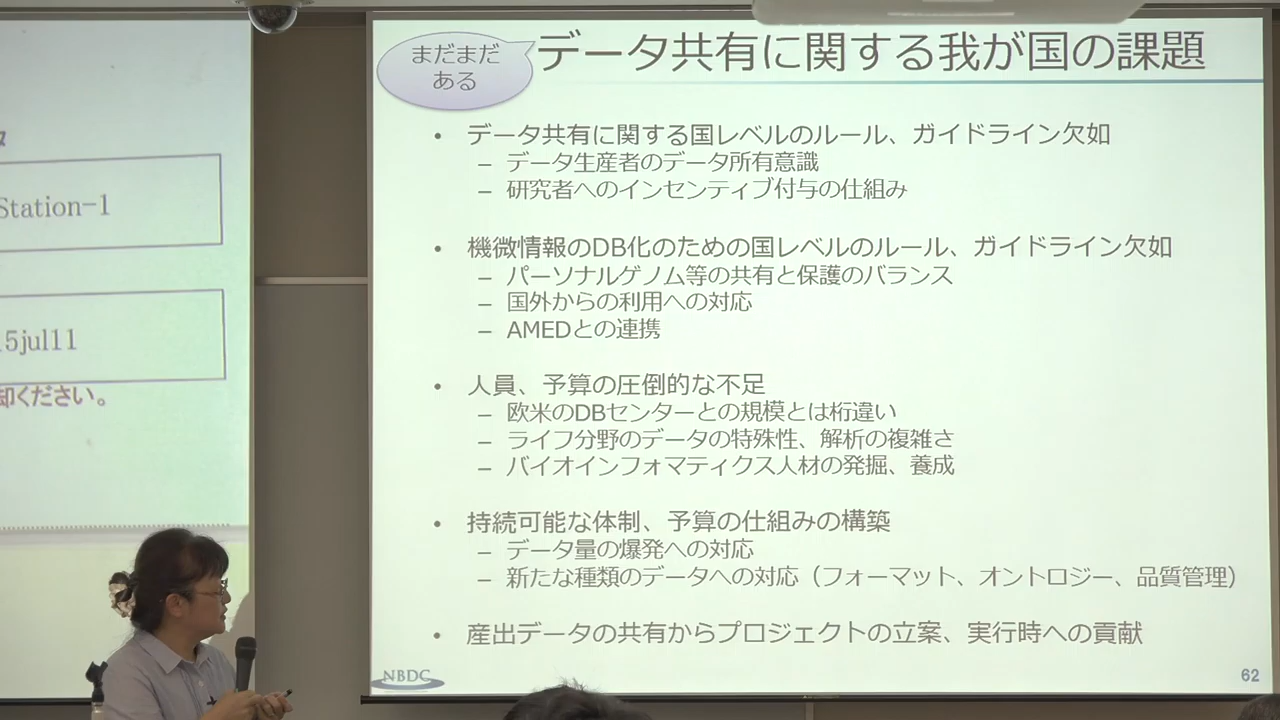 Station-1
5jul11
却ください。
まだまだ
ある
データ共有に関する我が国の課題
• データ共有に関する国レベルのルール、ガイドライン欠如
– データ生産者のデータ所有意識
– 研究者へのインセンティブ付与の仕組み
• 機微情報のDB化のための国レベルのルール、ガイドライン欠如
– パーソナルゲノム等の共有と保護のバランス
– 国外からの利用への対応
– AMEDとの連携
• 人員、予算の圧倒的な不足
– 欧米のDBセンターとの規模とは桁違い
– ライフ分野のデータの特殊性、解析の複雑さ
– バイオインフォマティクス人材の発掘、養成
• 持続可能な体制、予算の仕組みの構築
– データ量の爆発への対応
– 新たな種類のデータへの対応（フォーマット、オントロジー、品質管理）
• 産出データの共有からプロジェクトの立案、実行時への貢献
NBDC
62